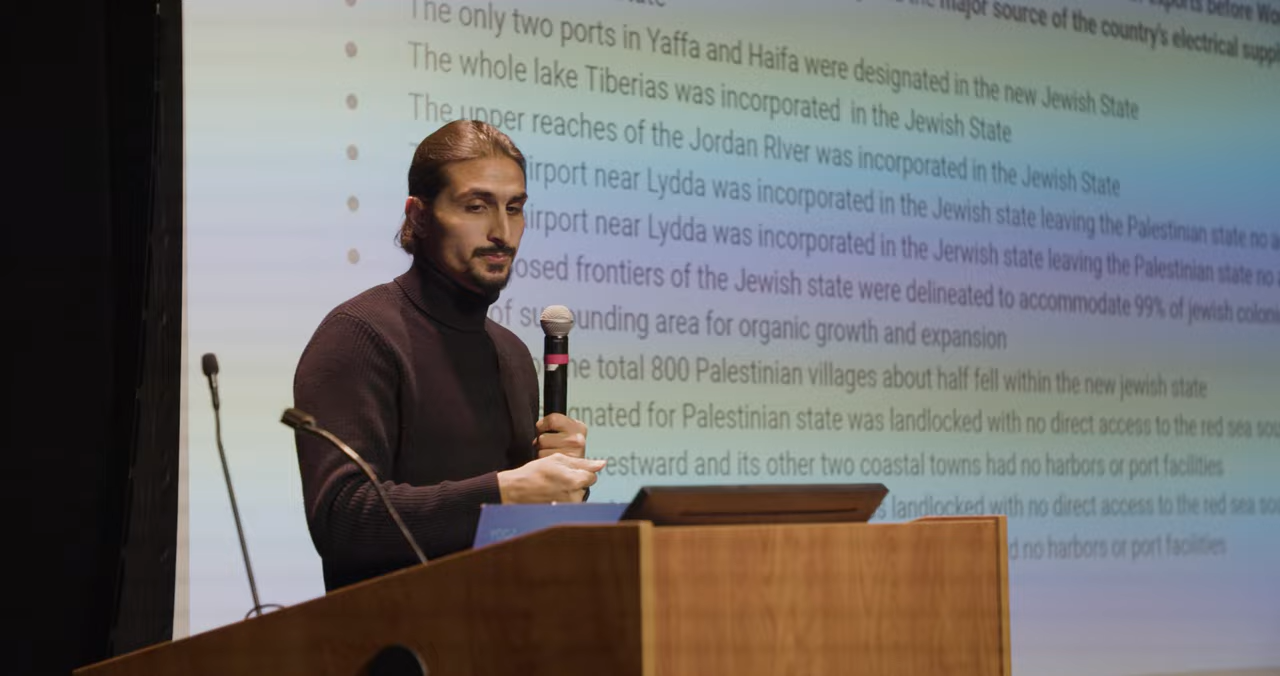 exports before Wo
the major source of the country's electrical supp
The only two ports in Yaffa and Haifa were designated in the new Jewish State
The whole lake Tiberias was incorporated in the Jewish State
The upper reaches of the Jordan RIver was incorporated in the Jewish State
irport near Lydda was incorporated in the Jewish state leaving the Palestinian state no
irport near Lydda was incorporated in the Jerwish state leaving the Palestinian state no
osed frontiers of the Jewish state were delineated to accommodate 99% of jewish coloni
of surrounding area for organic growth and expansion
he total 800 Palestinian villages about half fell within the new jewish state
gnated for Palestinian state was landlocked with no direct access to the red sea sou
westward and its other two coastal towns had no harbors or port facilities
s landlocked with no direct access to the red sea sou
d no harbors or port facilities